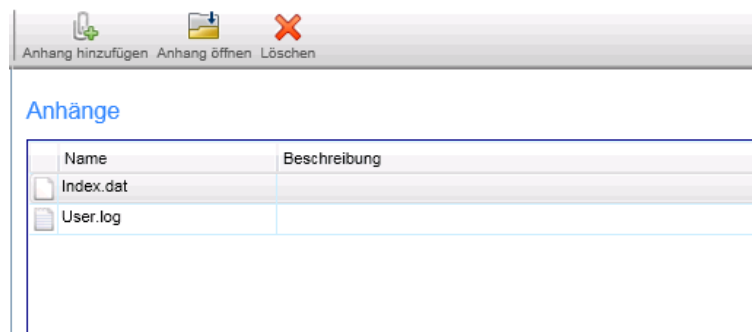 Anhang hinzufügen Anhang öffnen Löschen
Anhänge
Name Beschreibung
Index.dat
User.log